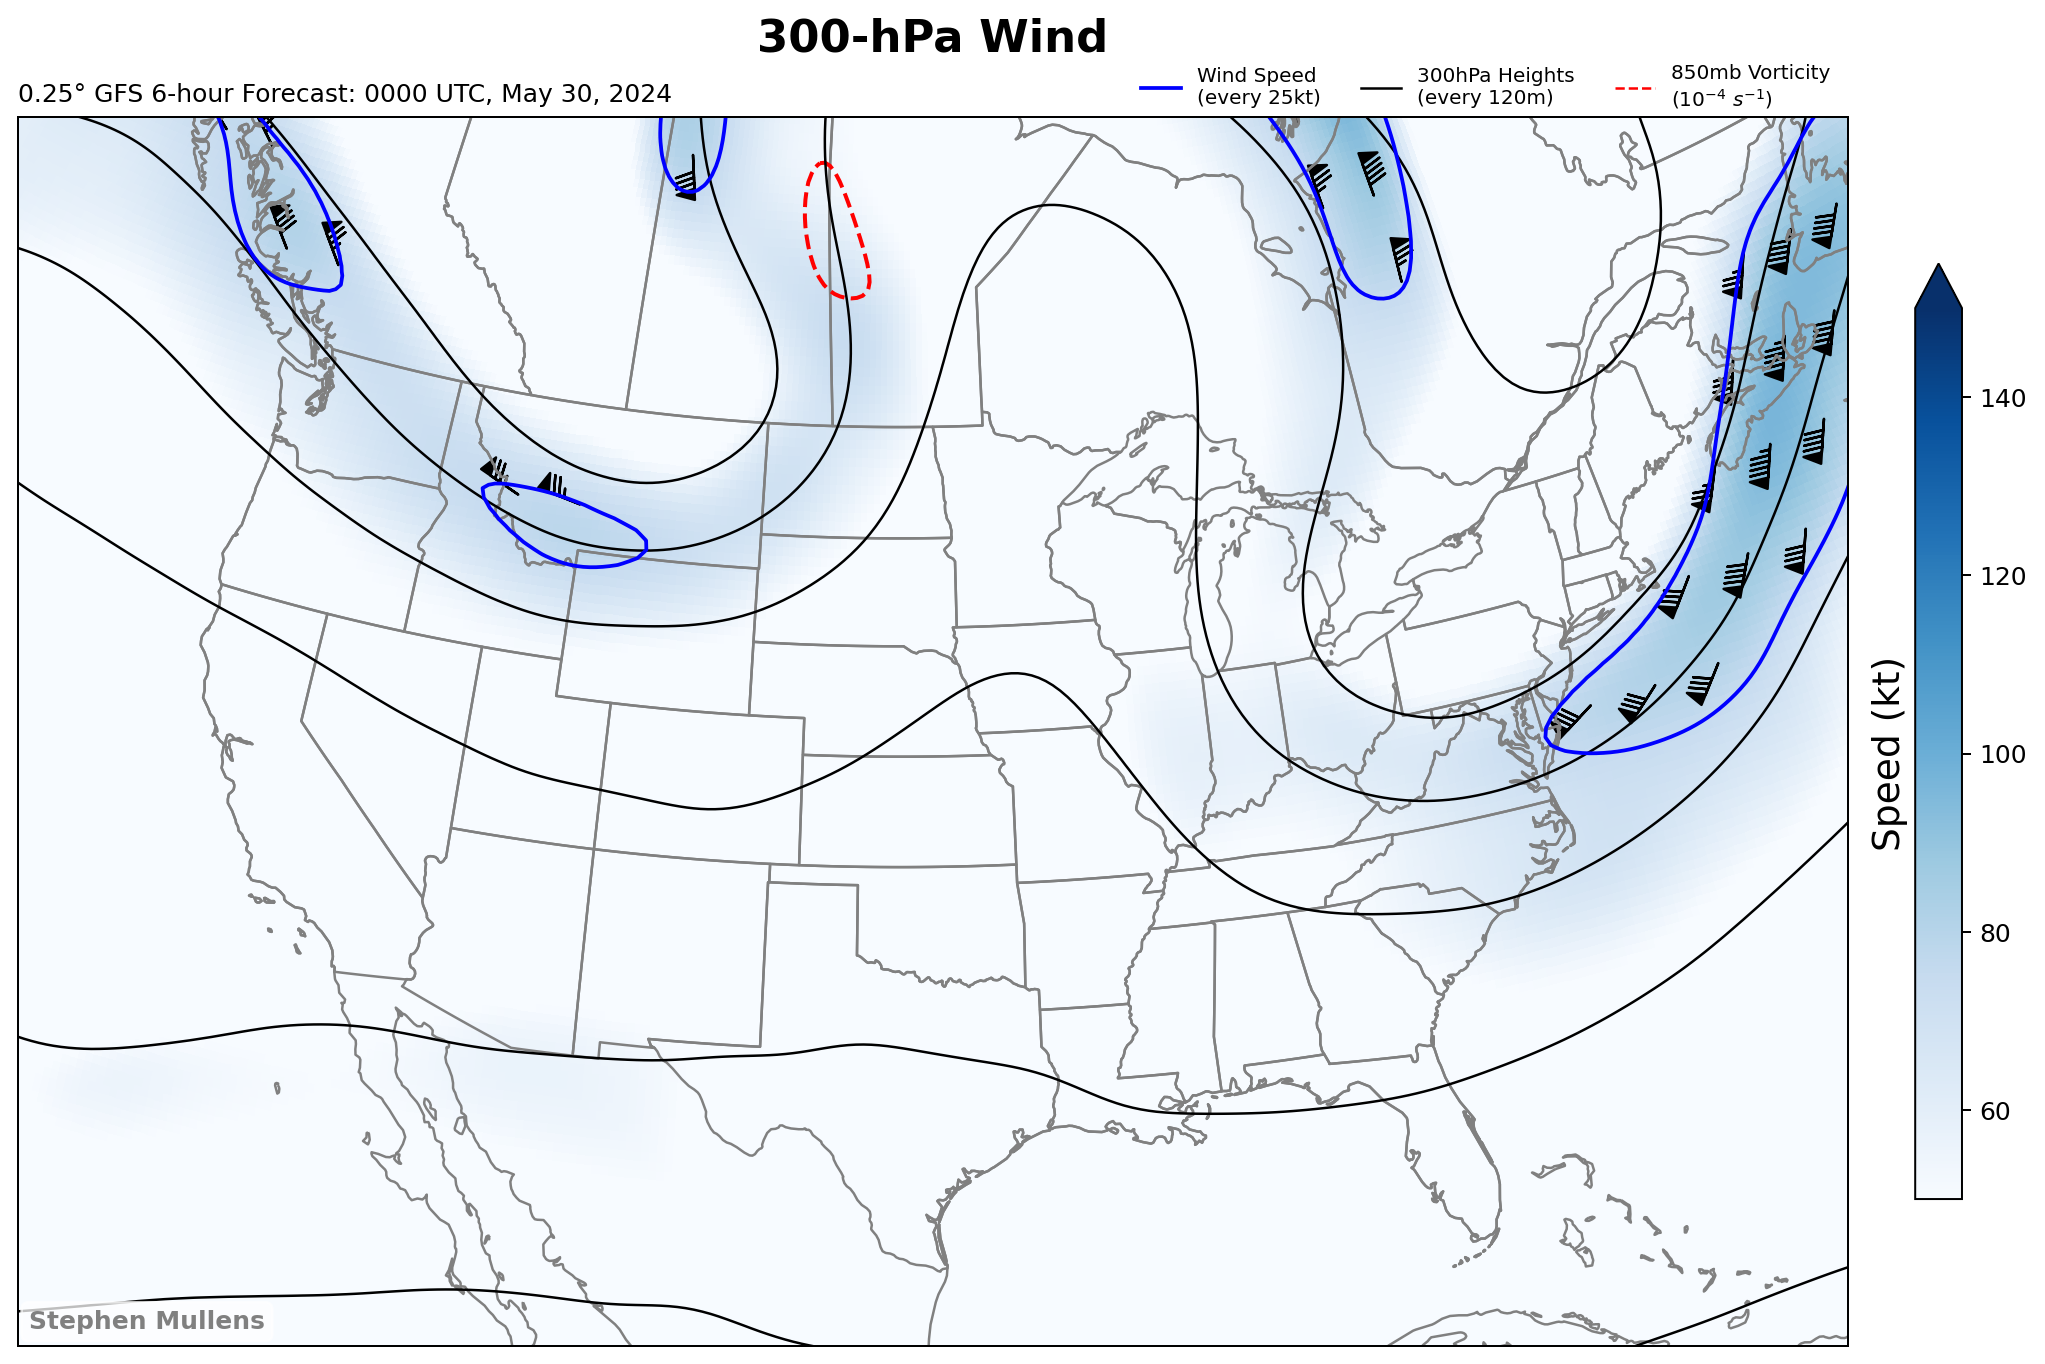 300-hPa Wind
0.25° GFS 6-hour Forecast: 0000 UTC, May 30, 2024
Wind Speed
(every 25kt)
300hPa Heights
(every 120m)
850mb Vorticity
(10⁻⁴ s⁻¹)
140
120
100
80
60
Speed (kt)
Stephen Mullens